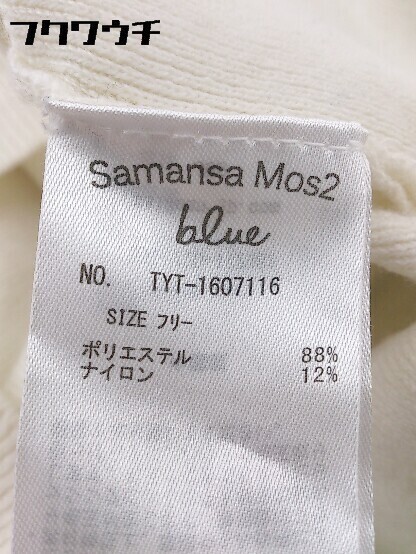 フクワウチ
Samansa Mos2
blue
NO. TYT-1607116
SIZE フリー
ポリエステル 88%
ナイロン 12%